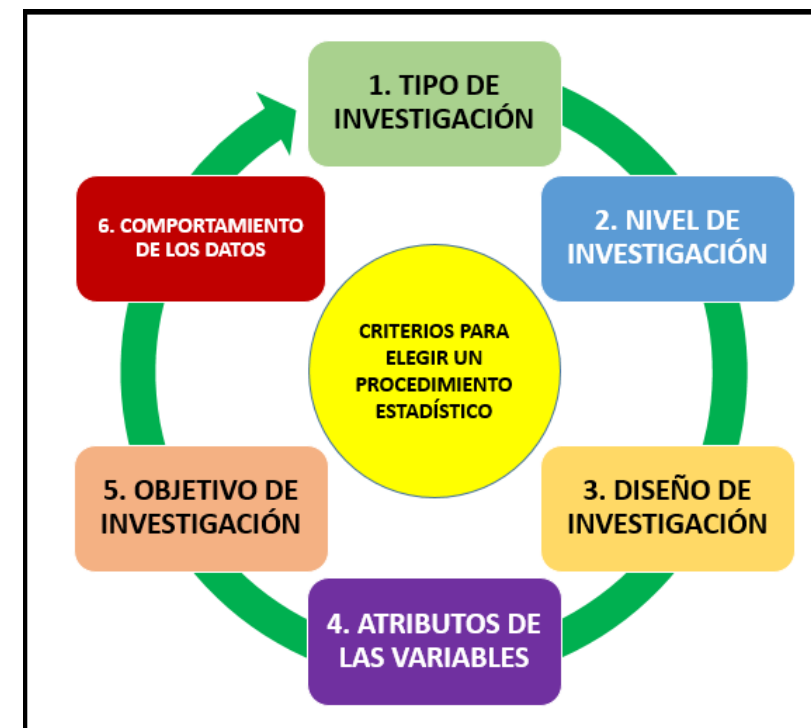 1. TIPO DE
INVESTIGACIÓN
2. NIVEL DE
INVESTIGACIÓN
3. DISEÑO DE
INVESTIGACIÓN
4. ATRIBUTOS DE
LAS VARIABLES
5. OBJETIVO DE
INVESTIGACIÓN
6. COMPORTAMIENTO
DE LOS DATOS
CRITERIOS PARA
ELEGIR UN
PROCEDIMIENTO
ESTADÍSTICO